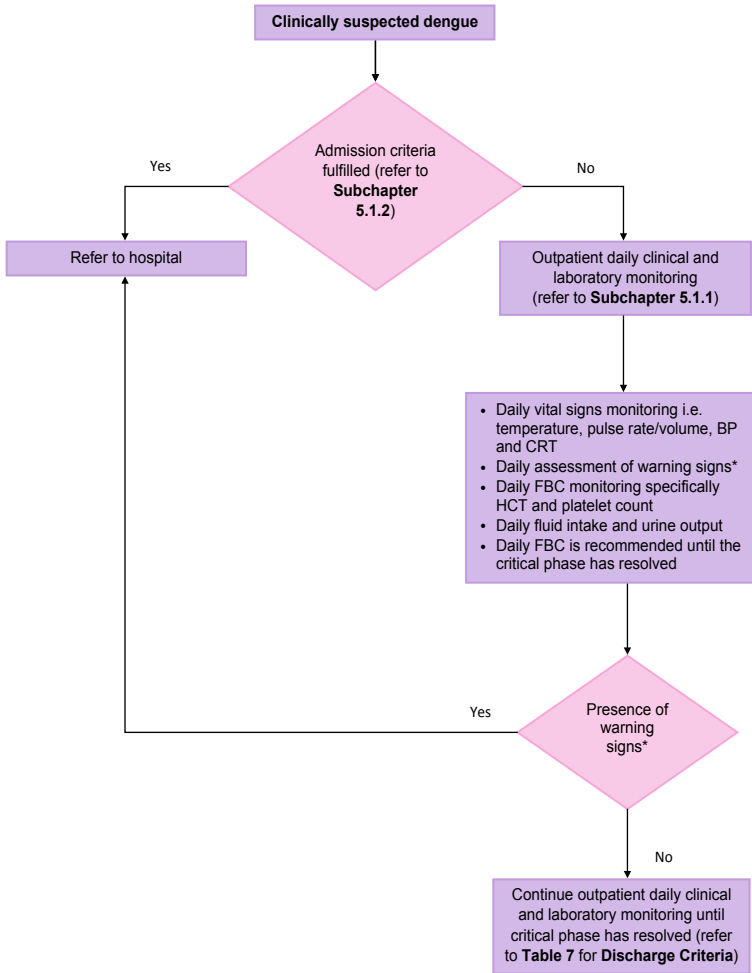 Clinically suspected dengue
Admission criteria
fulfilled (refer to
Subchapter
5.1.2)
Yes
No
Refer to hospital
Outpatient daily clinical and
laboratory monitoring
(refer to Subchapter 5.1.1)
• Daily vital signs monitoring i.e.
temperature, pulse rate/volume, BP
and CRT
• Daily assessment of warning signs*
• Daily FBC monitoring specifically
HCT and platelet count
• Daily fluid intake and urine output
• Daily FBC is recommended until the
critical phase has resolved
Yes
Presence of
warning
signs*
No
Continue outpatient daily clinical
and laboratory monitoring until
critical phase has resolved (refer
to Table 7 for Discharge Criteria)